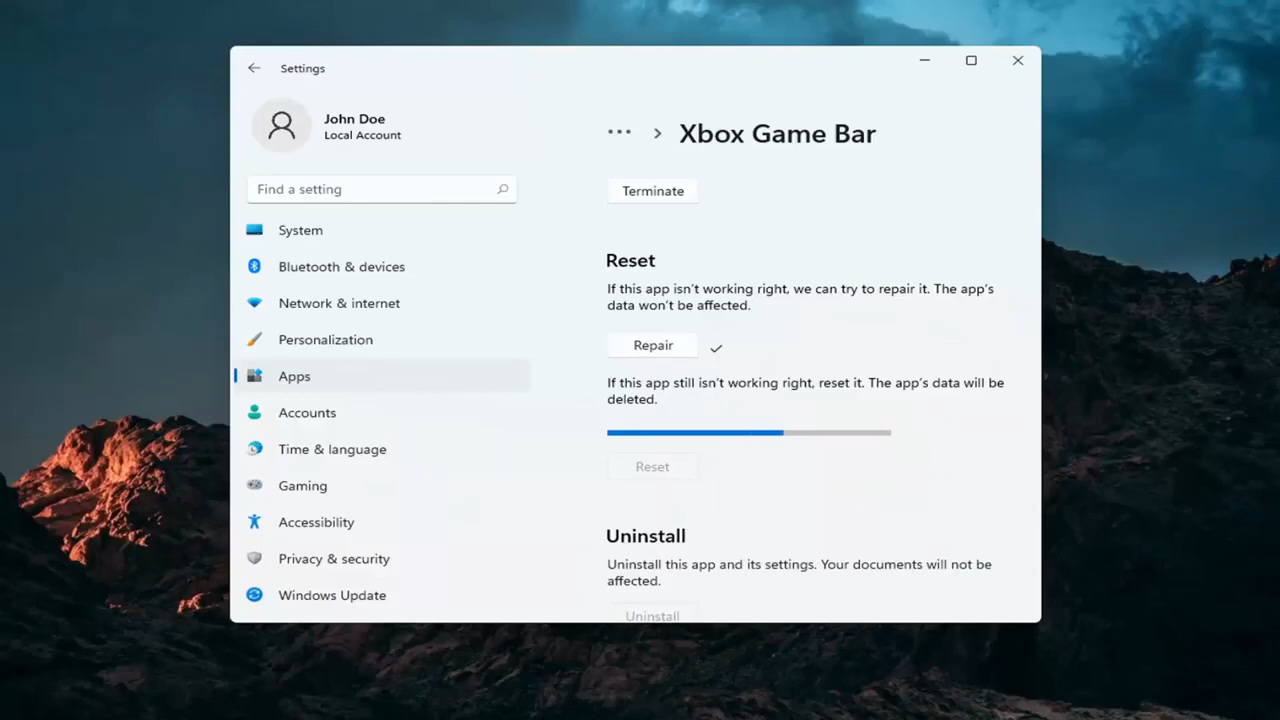 Settings
John Doe
Local Account
Find a setting
System
Bluetooth & devices
Network & internet
Personalization
Apps
Accounts
Time & language
Gaming
Accessibility
Privacy & security
Windows Update
... > Xbox Game Bar
Terminate
Reset
If this app isn't working right, we can try to repair it. The app's
data won't be affected.
Repair
If this app still isn't working right, reset it. The app's data will be
deleted.
Reset
Uninstall
Uninstall this app and its settings. Your documents will not be
affected.
Uninstall